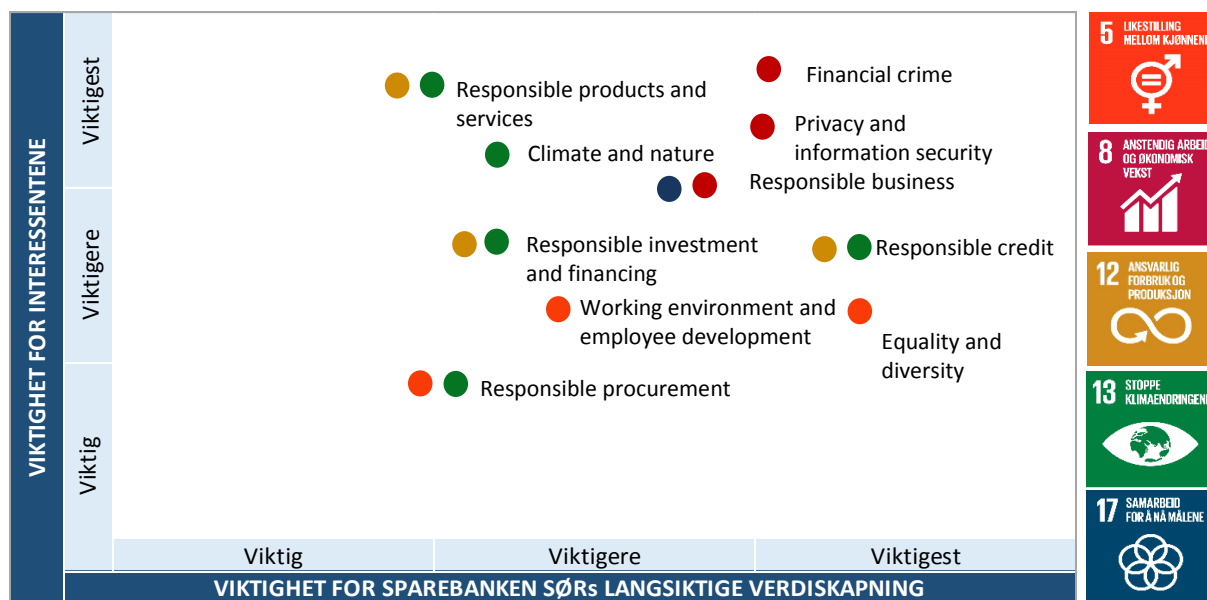 VIKTIGHET FOR INTERESSENTENE
Viktigest
Viktigere
Viktig
Financial crime
Responsible products and
services
Privacy and
information security
Climate and nature
Responsible business
Responsible investment
and financing
Responsible credit
Working environment and
employee development
Equality and
diversity
Responsible procurement
Viktig
Viktigere
Viktigest
VIKTIGHET FOR SPAREBANKEN SØRs LANGSIKTIGE VERDISKAPNING
5 LIKESTILLING
MELLOM KJØNNENE
8 ANSTENDIG ARBEID
OG ØKONOMISK
VEKST
12 ANSVARLIG
FORBRUK OG
PRODUKSJON
13 STOPPE
KLIMAENDRINGENE
17 SAMARBEID
FOR Å NÅ MÅLENE